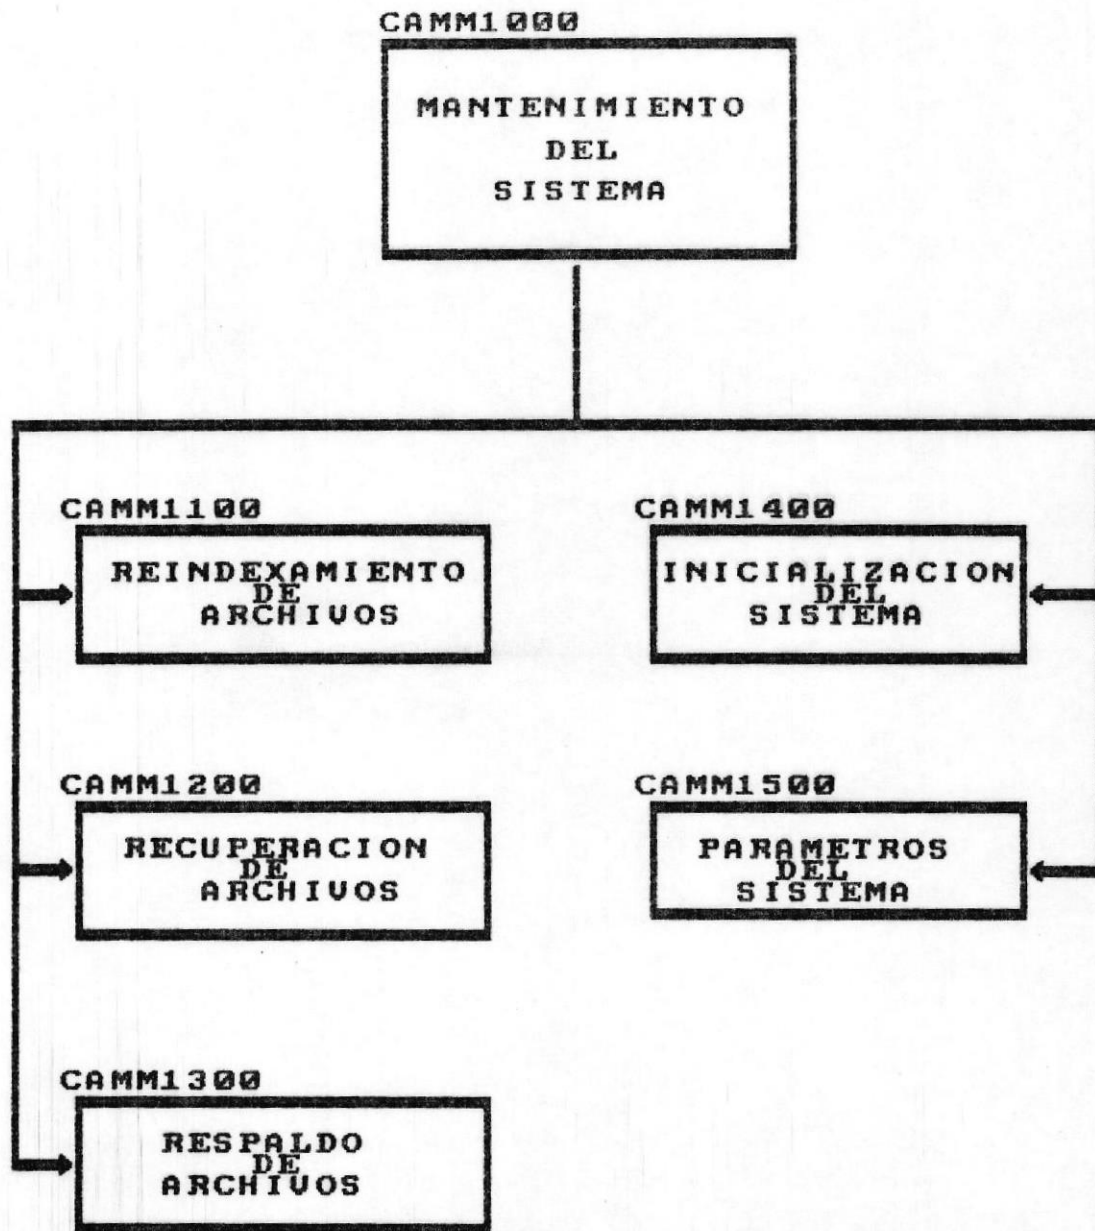 CAMM1000
MANTENIMIENTO
DEL
SISTEMA
CAMM1100
REINDEXAMIENTO
DE
ARCHIVOS
CAMM1200
RECUPERACION
DE
ARCHIVOS
CAMM1300
RESPALDO
DE
ARCHIVOS
CAMM1400
INICIALIZACION
DEL
SISTEMA
CAMM1500
PARAMETROS
DEL
SISTEMA